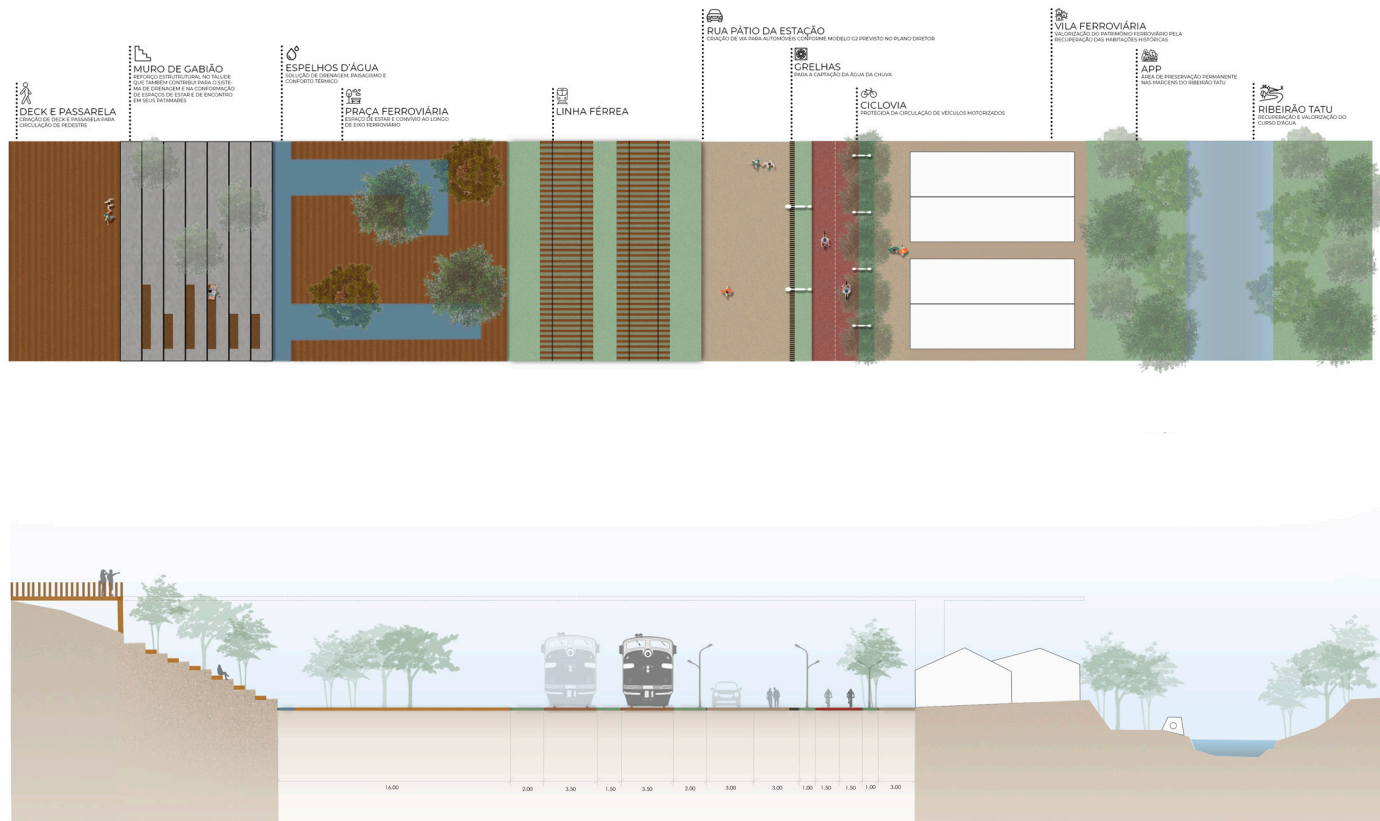 DECK E PASSARELA
CRIAÇÃO DE DECK E PASSARELA PARA
CIRCULAÇÃO DE PEDESTRE
MURO DE GABIÃO
REFORÇO ESTRUTRUTURAL NO TALUDE
QUE TAMBÉM CONTRIBUI PARA O SISTE-
MA DE DRENAGEM E NA CONFORMAÇÃO
DE ESPAÇOS DE ESTAR E DE ENCONTRO
EM SEUS PATAMARES
ESPELHOS D'ÁGUA
SOLUÇÃO DE DRENAGEM, PAISAGISMO E
CONFORTO TÉRMICO
PRAÇA FERROVIÁRIA
ESPAÇO DE ESTAR E CONVÍVIO AO LONGO
DE EIXO FERROVIÁRIO
LINHA FÉRREA
RUA PÁTIO DA ESTAÇÃO
CRIAÇÃO DE VIA PARA AUTOMÓVEIS CONFORME MODELO G2 PREVISTO NO PLANO DIRETOR
GRELHAS
PARA A CAPTAÇÃO DA ÁGUA DA CHUVA
CICLOVIA
PROTEGIDA DA CIRCULAÇÃO DE VEÍCULOS MOTORIZADOS
VILA FERROVIÁRIA
VALORIZAÇÃO DO PATRIMÔNIO FERROVIÁRIO PELA
RECUPERAÇÃO DAS HABITAÇÕES HISTÓRICAS
APP
ÁREA DE PRESERVAÇÃO PERMANENTE
NAS MARGENS DO RIBEIRÃO TATU
RIBEIRÃO TATU
RECUPERAÇÃO E VALORIZAÇÃO DO
CURSO D'ÁGUA
16.00 2.00 3.50 1.50 3.50 2.00 3.00 3.00 1.00 1.50 1.50 1.00 3.00